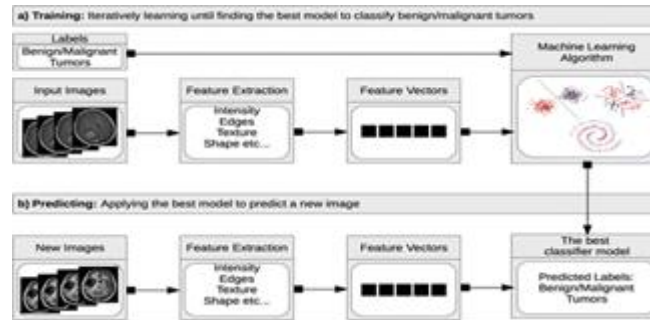 a) Training: Iteratively learning until finding the best model to classify benign/malignant tumors
Labels
Benign/Malignant
Tumors
Machine Learning
Algorithm
Input Images
Feature Extraction
Intensity
Edges
Texture
Shape etc...
Feature Vectors
b) Predicting: Applying the best model to predict a new image
New Images
Feature Extraction
Intensity
Edges
Texture
Shape etc...
Feature Vectors
The best
classifier model
Predicted Labels:
Benign/Malignant
Tumors